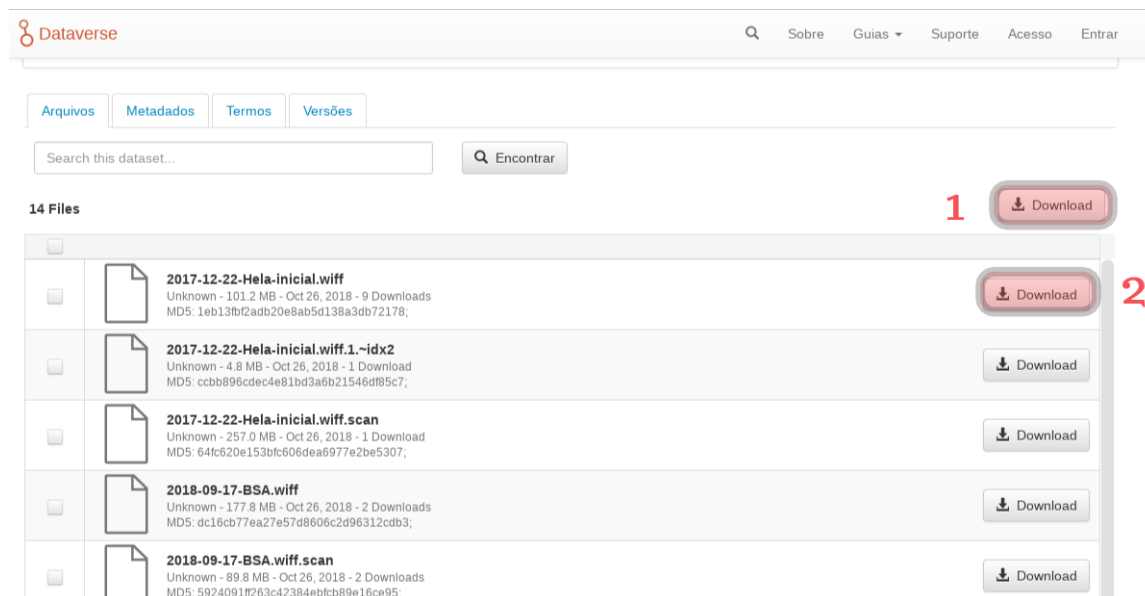 Dataverse Sobre Guias Suporte Acesso Entrar
Arquivos Metadados Termos Versões
Search this dataset... Encontrar
14 Files 1 Download
2017-12-22-Hela-inicial.wiff
Unknown - 101.2 MB - Oct 26, 2018 - 9 Downloads
MD5: 1eb13fbf2adb20e8ab5d138a3db72178;
Download 2
2017-12-22-Hela-inicial.wiff.1.~idx2
Unknown - 4.8 MB - Oct 26, 2018 - 1 Download
MD5: ccbb896cdec4e81bd3a6b21546df85c7;
Download
2017-12-22-Hela-inicial.wiff.scan
Unknown - 257.0 MB - Oct 26, 2018 - 1 Download
MD5: 64fc620e153bfc606dea6977e2be5307;
Download
2018-09-17-BSA.wiff
Unknown - 177.8 MB - Oct 26, 2018 - 2 Downloads
MD5: dc16cb77ea27e57d8606c2d96312cdb3;
Download
2018-09-17-BSA.wiff.scan
Unknown - 89.8 MB - Oct 26, 2018 - 2 Downloads
MD5: 5924091ff263c42384ebfcb89e16ce95;
Download